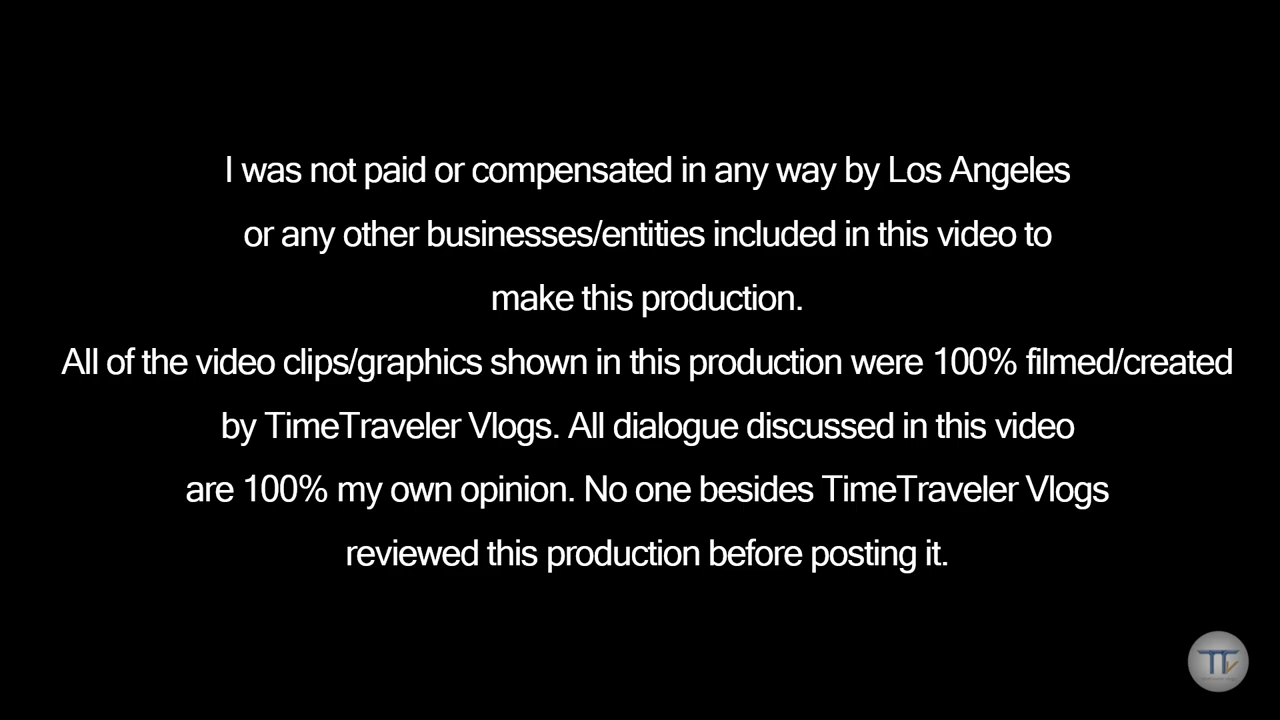 I was not paid or compensated in any way by Los Angeles
or any other businesses/entities included in this video to
make this production.
All of the video clips/graphics shown in this production were 100% filmed/created
by TimeTraveler Vlogs. All dialogue discussed in this video
are 100% my own opinion. No one besides TimeTraveler Vlogs
reviewed this production before posting it.
TTV